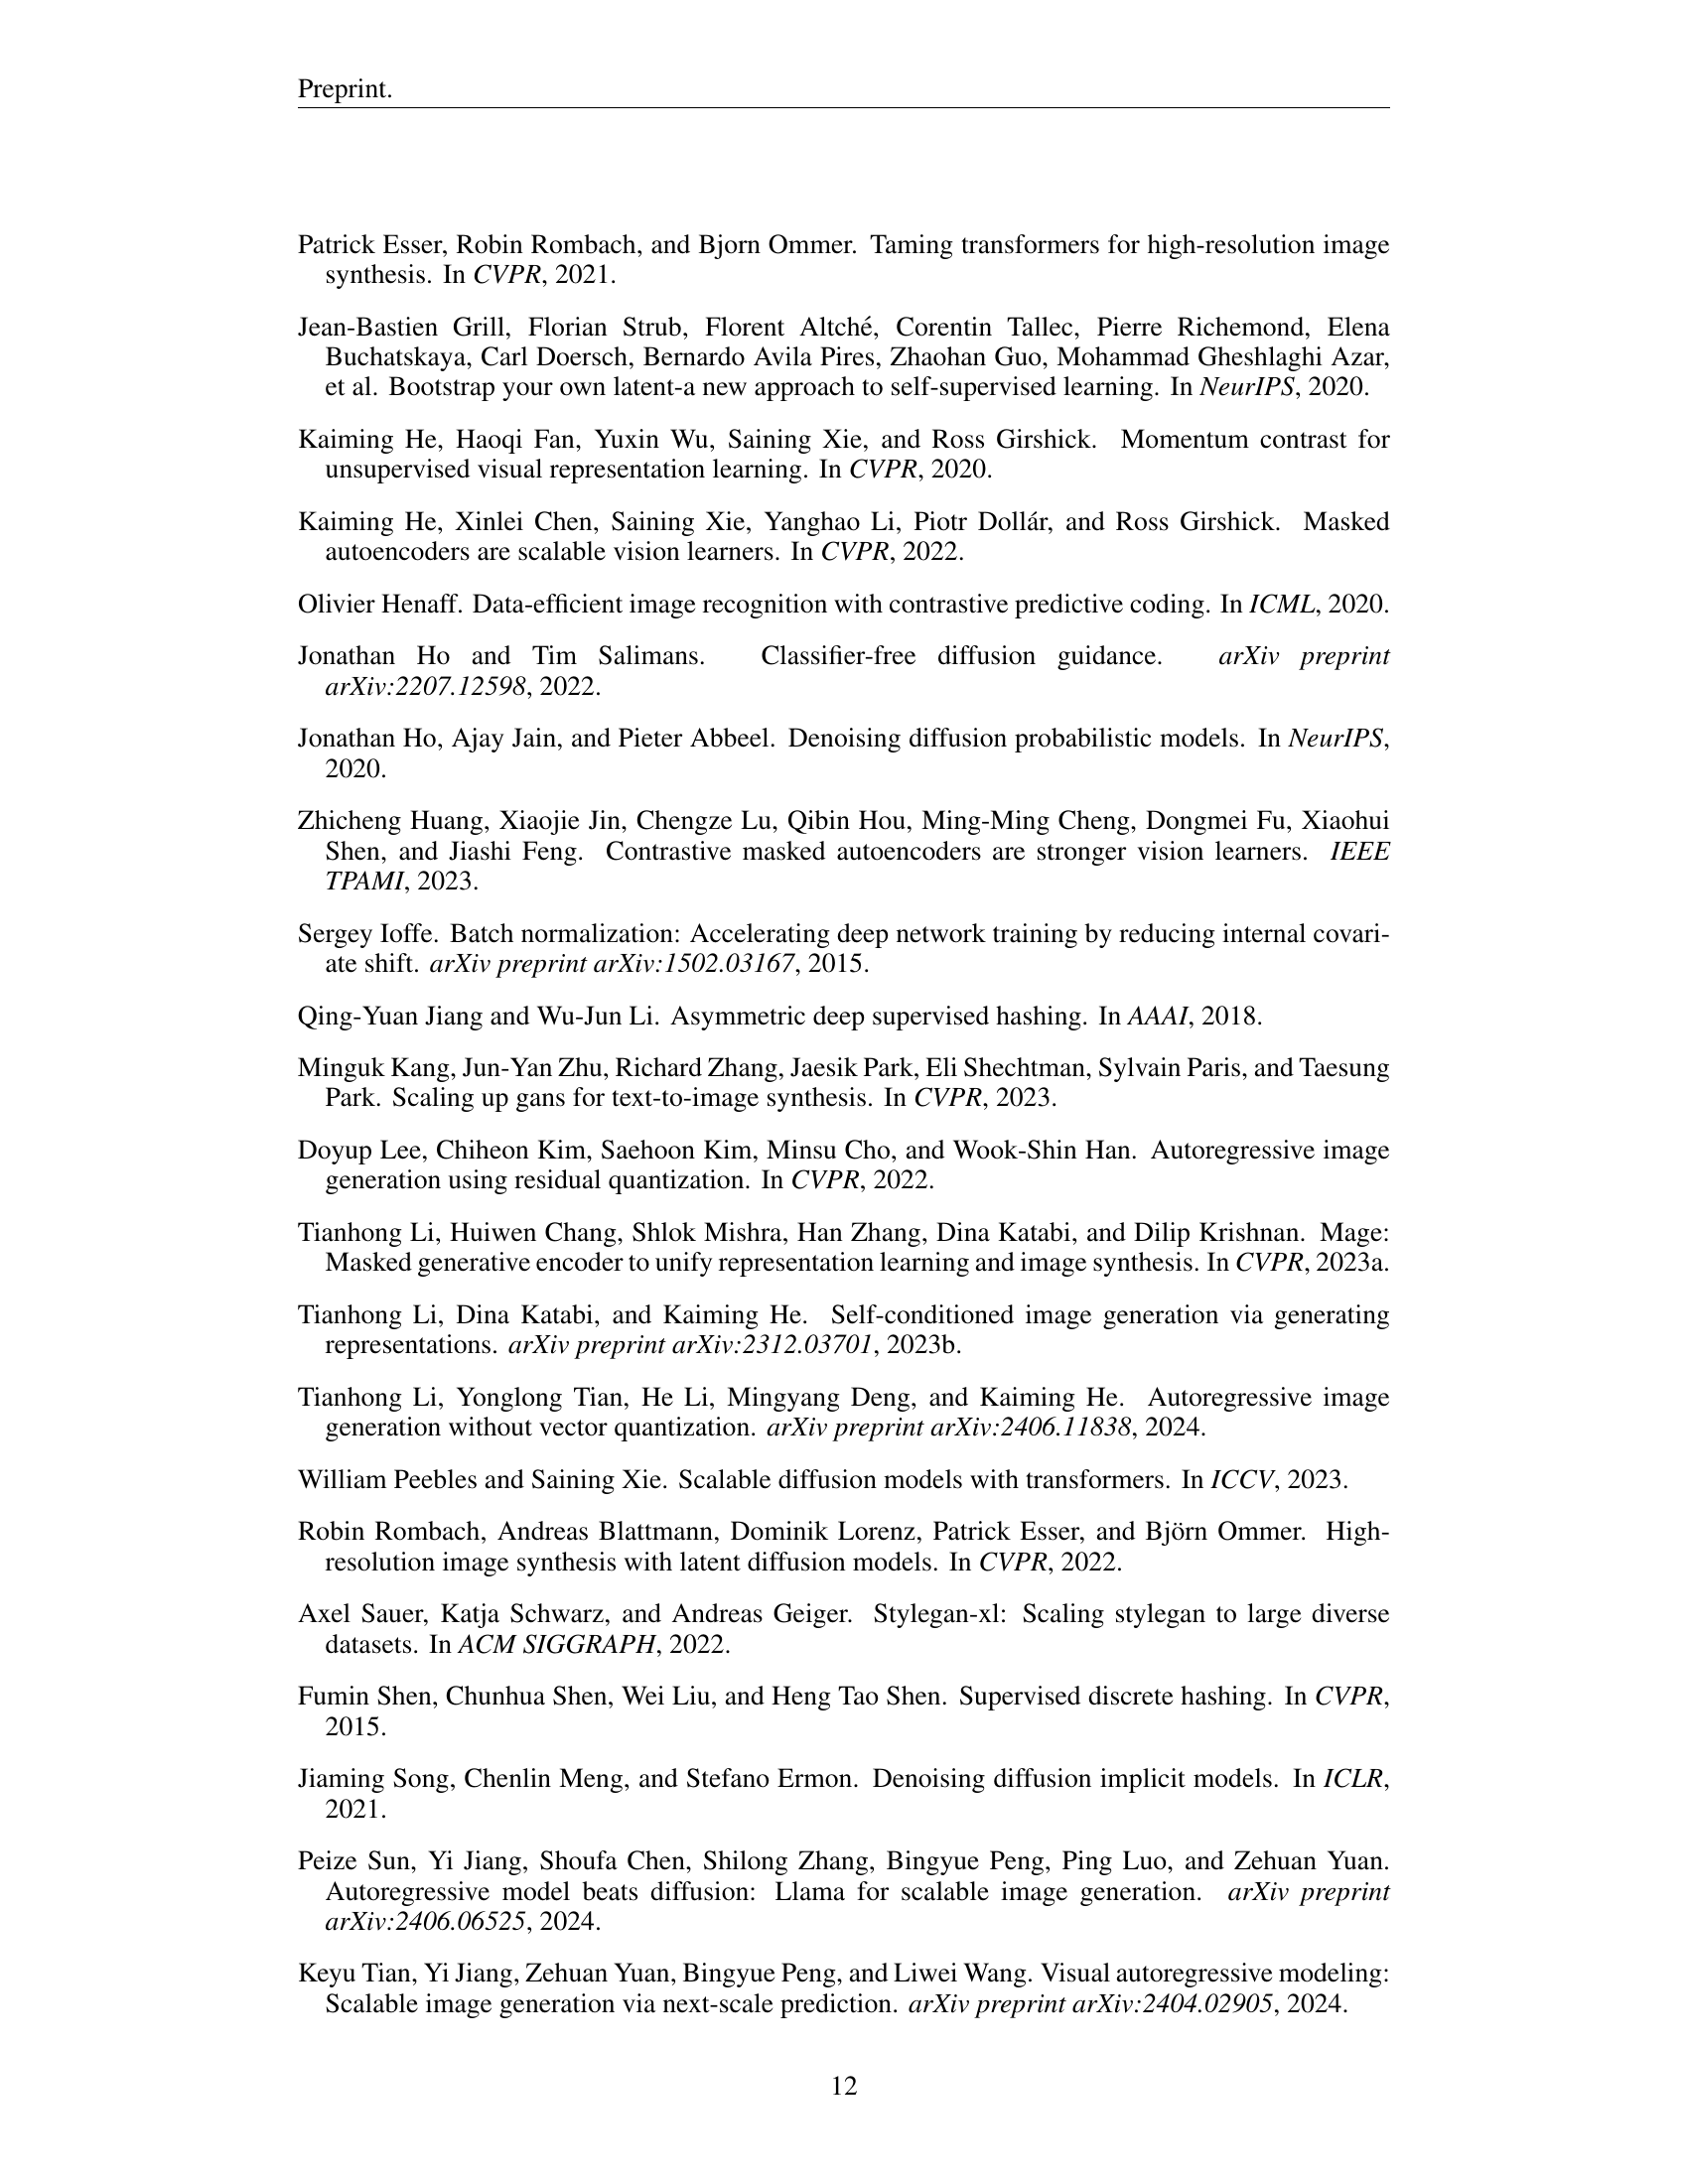 Preprint.
Patrick Esser, Robin Rombach, and Bjorn Ommer. Taming transformers for high-resolution image
synthesis. In CVPR, 2021.
Jean-Bastien Grill, Florian Strub, Florent Altché, Corentin Tallec, Pierre Richemond, Elena
Buchatskaya, Carl Doersch, Bernardo Avila Pires, Zhaohan Guo, Mohammad Gheshlaghi Azar,
et al. Bootstrap your own latent-a new approach to self-supervised learning. In NeurIPS, 2020.
Kaiming He, Haoqi Fan, Yuxin Wu, Saining Xie, and Ross Girshick. Momentum contrast for
unsupervised visual representation learning. In CVPR, 2020.
Kaiming He, Xinlei Chen, Saining Xie, Yanghao Li, Piotr Dollár, and Ross Girshick. Masked
autoencoders are scalable vision learners. In CVPR, 2022.
Olivier Henaff. Data-efficient image recognition with contrastive predictive coding. In ICML, 2020.
Jonathan Ho and Tim Salimans. Classifier-free diffusion guidance. arXiv preprint
arXiv:2207.12598, 2022.
Jonathan Ho, Ajay Jain, and Pieter Abbeel. Denoising diffusion probabilistic models. In NeurIPS,
2020.
Zhicheng Huang, Xiaojie Jin, Chengze Lu, Qibin Hou, Ming-Ming Cheng, Dongmei Fu, Xiaohui
Shen, and Jiashi Feng. Contrastive masked autoencoders are stronger vision learners. IEEE
TPAMI, 2023.
Sergey Ioffe. Batch normalization: Accelerating deep network training by reducing internal covari-
ate shift. arXiv preprint arXiv:1502.03167, 2015.
Qing-Yuan Jiang and Wu-Jun Li. Asymmetric deep supervised hashing. In AAAI, 2018.
Minguk Kang, Jun-Yan Zhu, Richard Zhang, Jaesik Park, Eli Shechtman, Sylvain Paris, and Taesung
Park. Scaling up gans for text-to-image synthesis. In CVPR, 2023.
Doyup Lee, Chiheon Kim, Saehoon Kim, Minsu Cho, and Wook-Shin Han. Autoregressive image
generation using residual quantization. In CVPR, 2022.
Tianhong Li, Huiwen Chang, Shlok Mishra, Han Zhang, Dina Katabi, and Dilip Krishnan. Mage:
Masked generative encoder to unify representation learning and image synthesis. In CVPR, 2023a.
Tianhong Li, Dina Katabi, and Kaiming He. Self-conditioned image generation via generating
representations. arXiv preprint arXiv:2312.03701, 2023b.
Tianhong Li, Yonglong Tian, He Li, Mingyang Deng, and Kaiming He. Autoregressive image
generation without vector quantization. arXiv preprint arXiv:2406.11838, 2024.
William Peebles and Saining Xie. Scalable diffusion models with transformers. In ICCV, 2023.
Robin Rombach, Andreas Blattmann, Dominik Lorenz, Patrick Esser, and Björn Ommer. High-
resolution image synthesis with latent diffusion models. In CVPR, 2022.
Axel Sauer, Katja Schwarz, and Andreas Geiger. Stylegan-xl: Scaling stylegan to large diverse
datasets. In ACM SIGGRAPH, 2022.
Fumin Shen, Chunhua Shen, Wei Liu, and Heng Tao Shen. Supervised discrete hashing. In CVPR,
2015.
Jiaming Song, Chenlin Meng, and Stefano Ermon. Denoising diffusion implicit models. In ICLR,
2021.
Peize Sun, Yi Jiang, Shoufa Chen, Shilong Zhang, Bingyue Peng, Ping Luo, and Zehuan Yuan.
Autoregressive model beats diffusion: Llama for scalable image generation. arXiv preprint
arXiv:2406.06525, 2024.
Keyu Tian, Yi Jiang, Zehuan Yuan, Bingyue Peng, and Liwei Wang. Visual autoregressive modeling:
Scalable image generation via next-scale prediction. arXiv preprint arXiv:2404.02905, 2024.
12